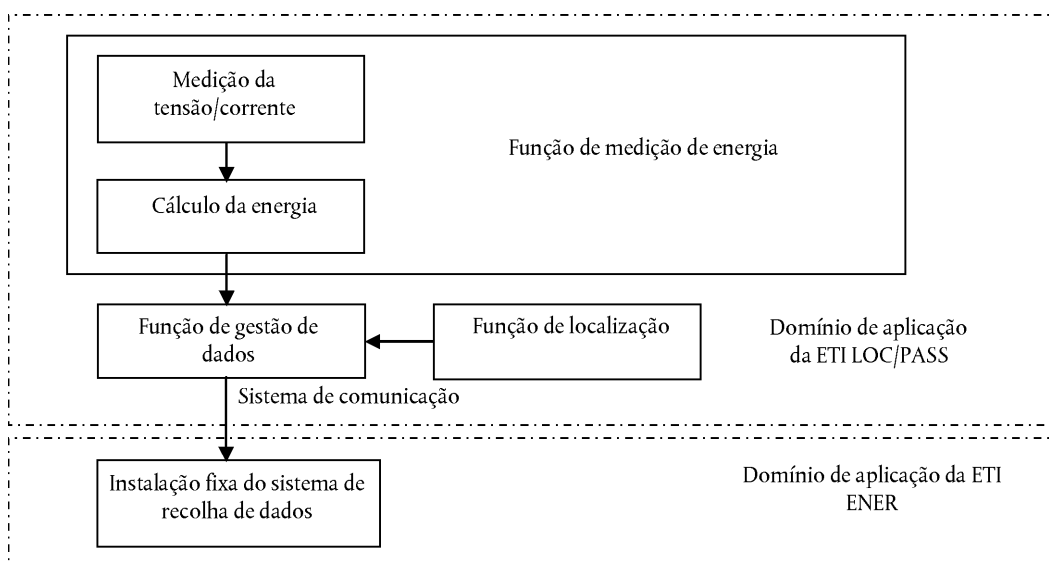 Medição da
tensão/corrente
Função de medição de energia
Cálculo da energia
Função de gestão de
dados
Função de localização
Domínio de aplicação
da ETI LOC/PASS
Sistema de comunicação
Instalação fixa do sistema de
recolha de dados
Domínio de aplicação da ETI
ENER